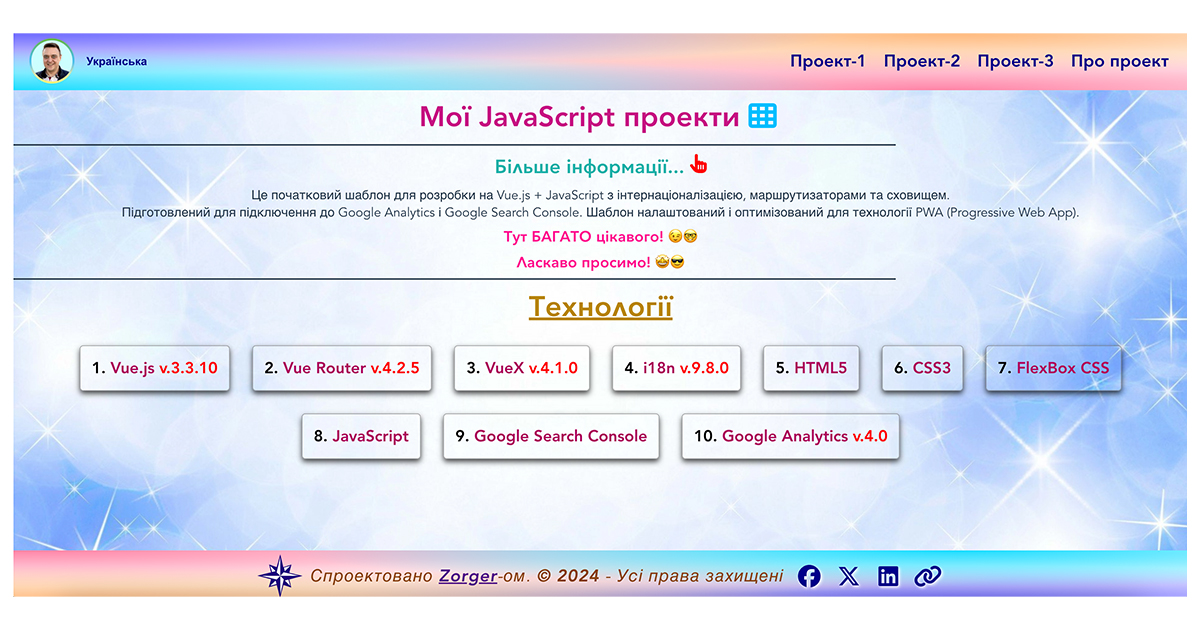 Українська
Проект-1 Проект-2 Проект-3 Про проект
Мої JavaScript проекти
Більше інформації...
Це початковий шаблон для розробки на Vue.js + JavaScript з інтернаціоналізацією, маршрутизаторами та сховищем.
Підготовлений для підключення до Google Analytics і Google Search Console. Шаблон налаштований і оптимізований для технології PWA (Progressive Web App).
Тут БАГАТО цікавого! 😉🤓
Ласкаво просимо! 🤩😎
Технології
1. Vue.js v.3.3.10 2. Vue Router v.4.2.5 3. VueX v.4.1.0 4. i18n v.9.8.0 5. HTML5 6. CSS3 7. FlexBox CSS
8. JavaScript 9. Google Search Console 10. Google Analytics v.4.0
Спроектовано Zorger-ом. © 2024 - Усі права захищені